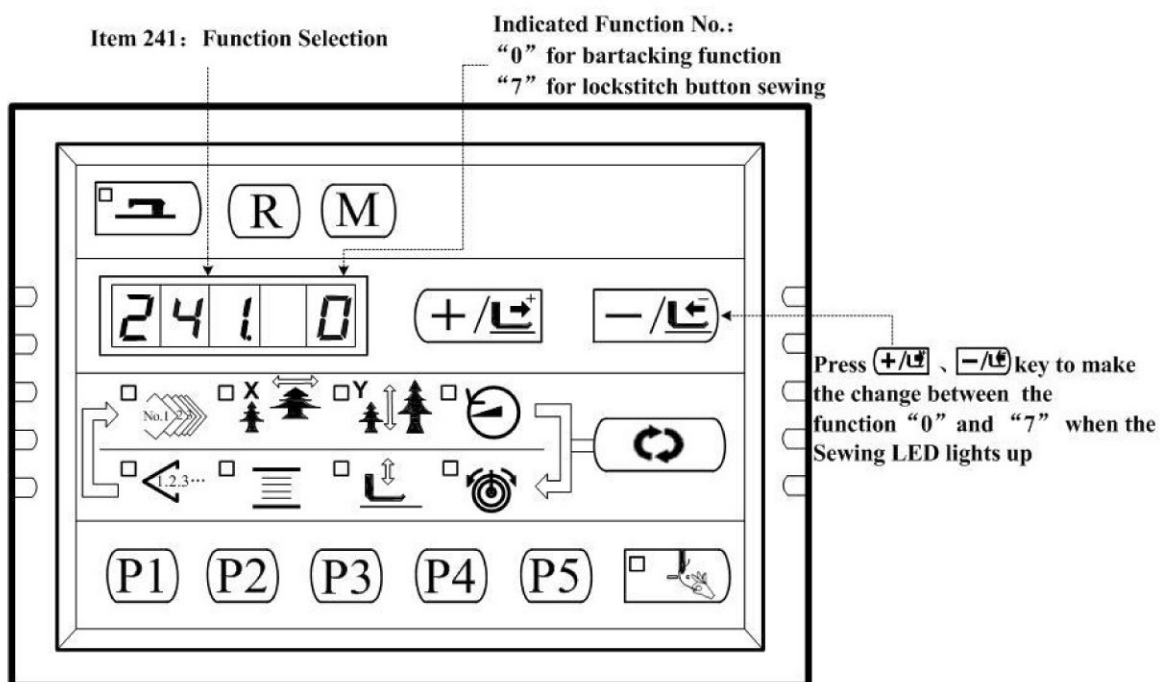 Item 241: Function Selection
Indicated Function No.:
“0” for bartacking function
“7” for lockstitch button sewing
R
M
241. 0
+/
+
−/
−
Press +/ 、 −/ key to make
the change between the
function “0” and “7” when the
Sewing LED lights up
No.1 2 3
X
Y
1.2.3···
P1
P2
P3
P4
P5